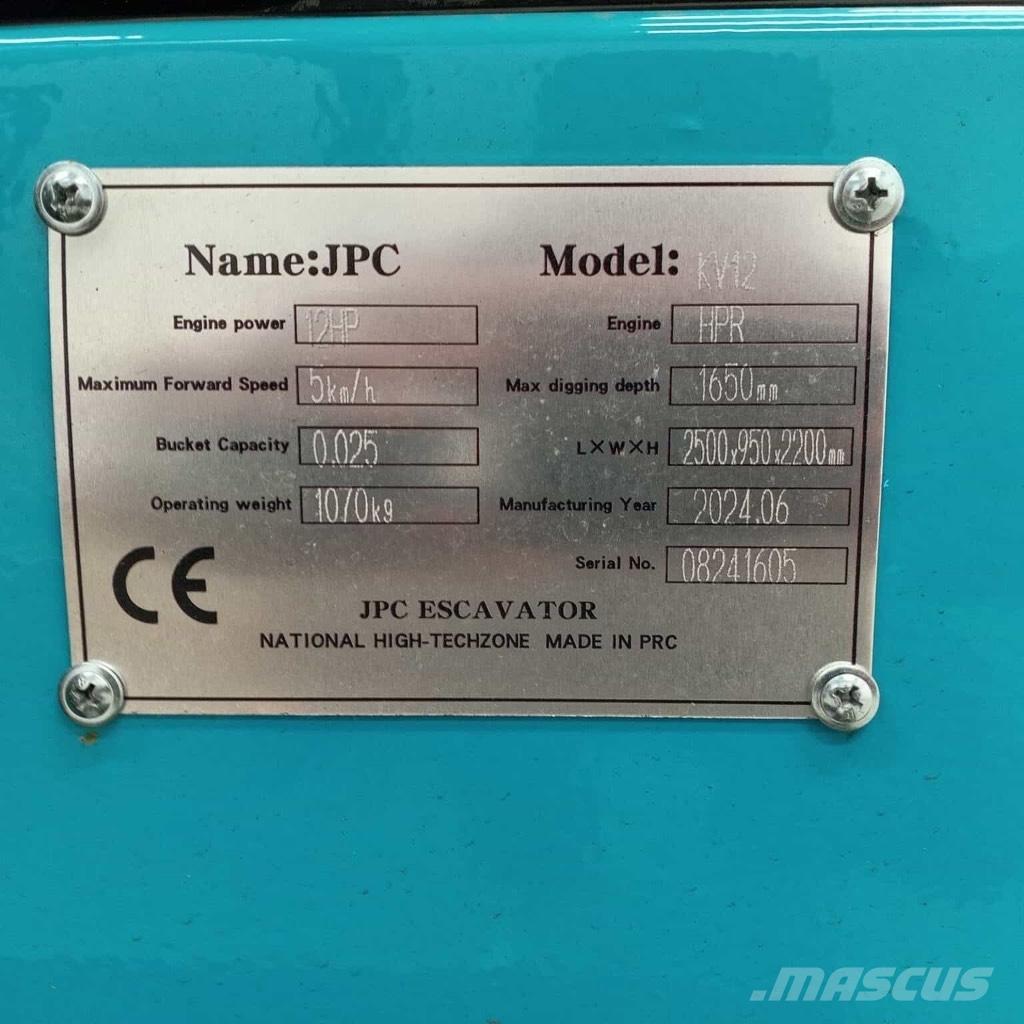 Name:JPC Model: KV12
Engine power 12HP Engine HPR
Maximum Forward Speed 5km/h Max digging depth 1650mm
Bucket Capacity 0.025 L×W×H 2500x950x2200mm
Operating weight 1070kg Manufacturing Year 2024.06
Serial No. 08241605
CE
JPC ESCAVATOR
NATIONAL HIGH-TECHZONE MADE IN PRC
.MASCUS